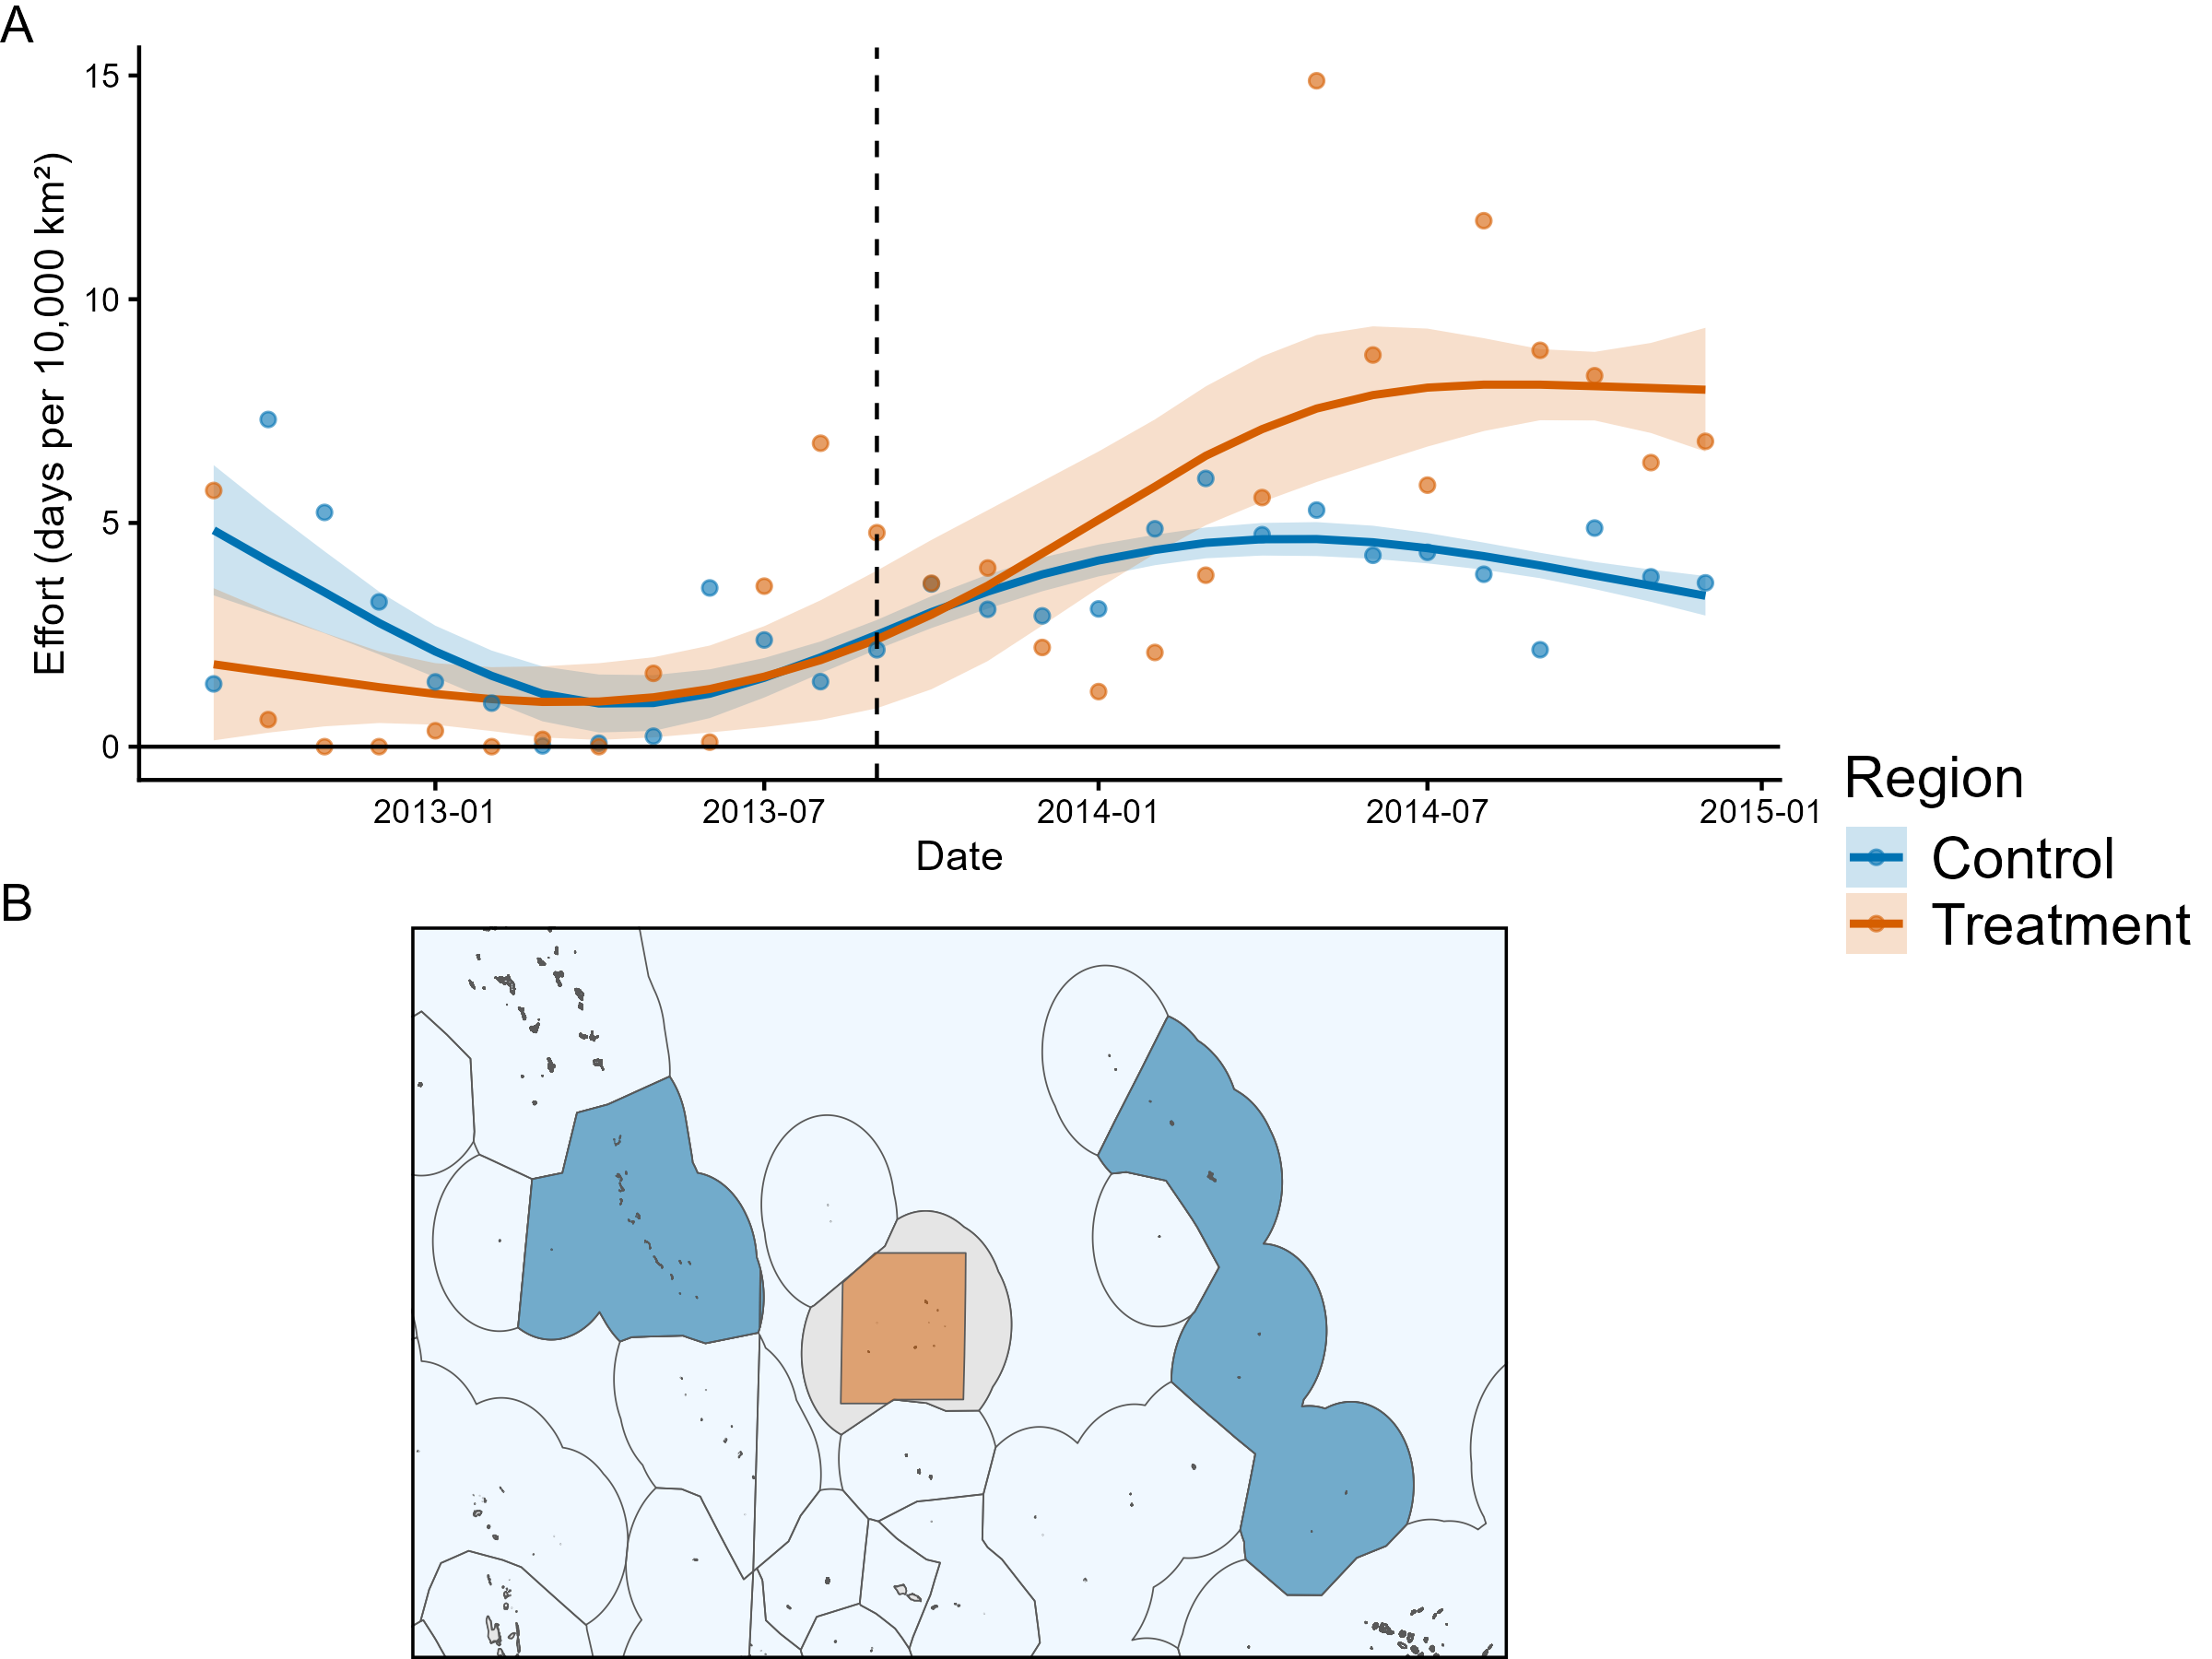 A
15
10
5
0
Effort (days per 10,000 km²)
2013-01 2013-07 2014-01 2014-07 2015-01
Date
Region
Control
Treatment
B